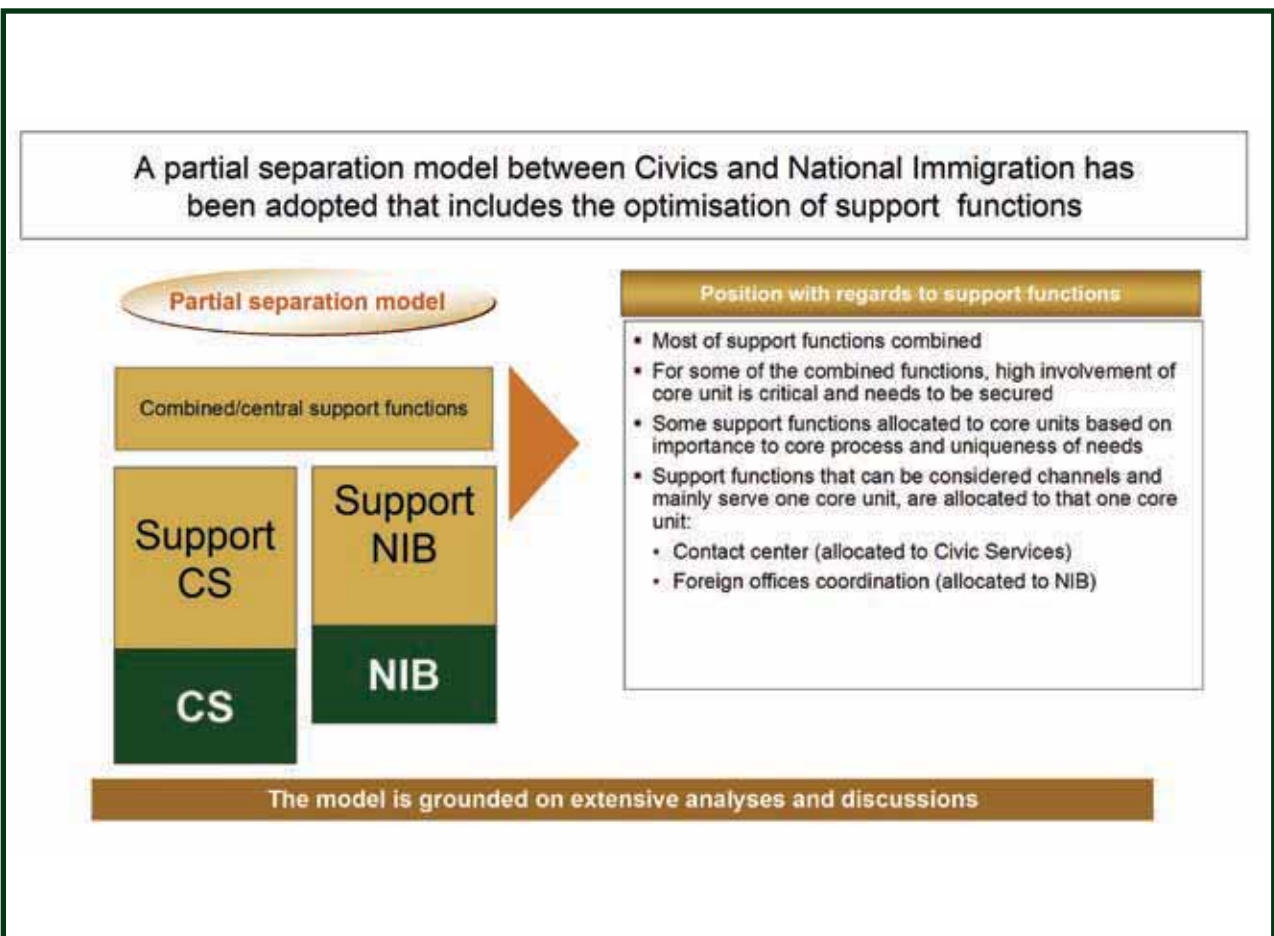 A partial separation model between Civics and National Immigration has
been adopted that includes the optimisation of support functions
Partial separation model
Combined/central support functions
Support
CS
CS
Support
NIB
NIB
Position with regards to support functions
▪ Most of support functions combined
▪ For some of the combined functions, high involvement of
core unit is critical and needs to be secured
▪ Some support functions allocated to core units based on
importance to core process and uniqueness of needs
▪ Support functions that can be considered channels and
mainly serve one core unit, are allocated to that one core
unit:
• Contact center (allocated to Civic Services)
• Foreign offices coordination (allocated to NIB)
The model is grounded on extensive analyses and discussions